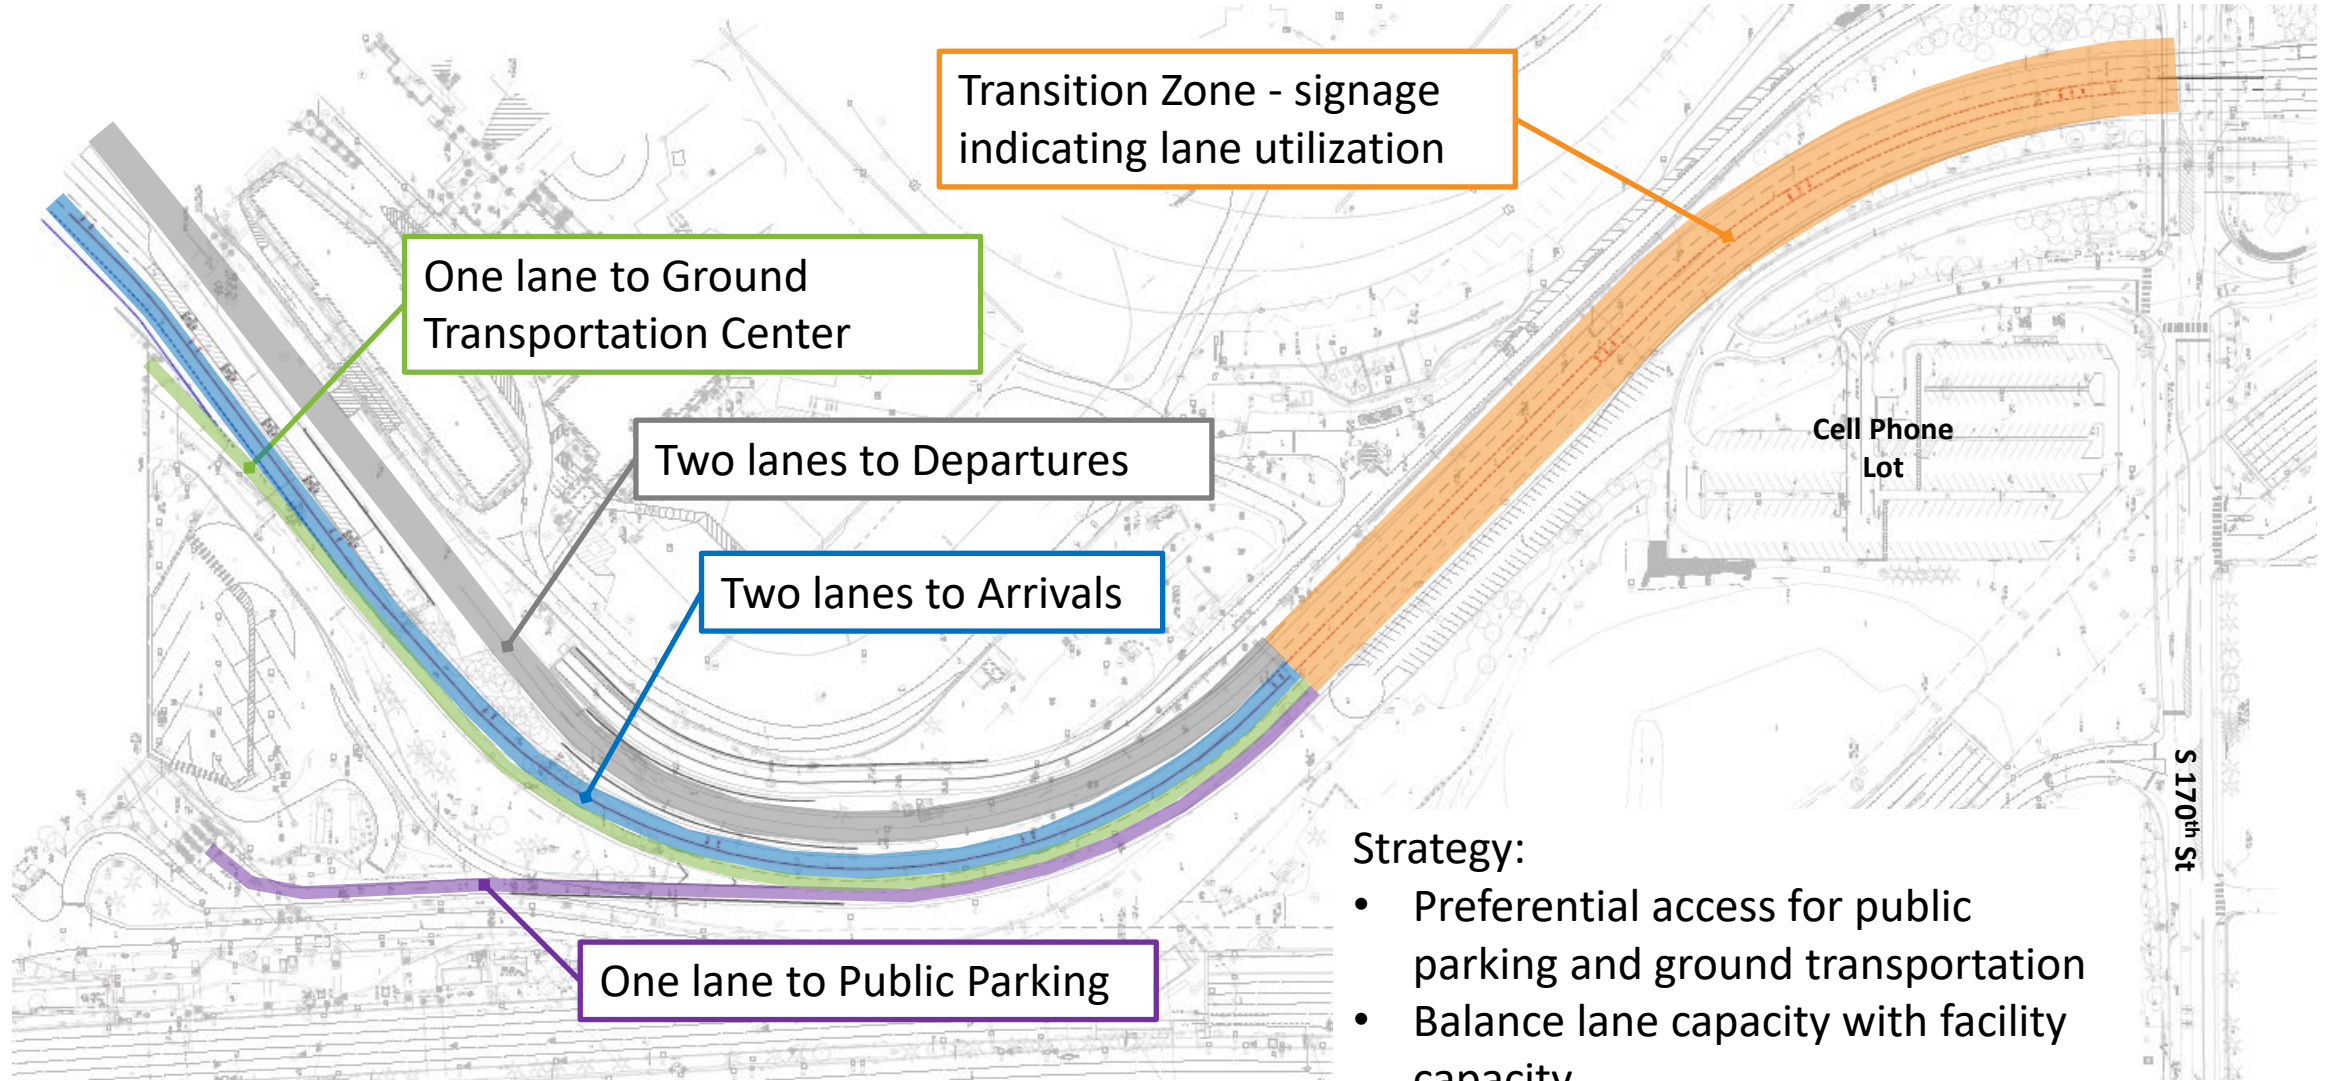 Transition Zone - signage
indicating lane utilization
One lane to Ground
Transportation Center
Two lanes to Departures
Cell Phone
Lot
Two lanes to Arrivals
S 170th St
Strategy:
• Preferential access for public
parking and ground transportation
• Balance lane capacity with facility
capacity
One lane to Public Parking